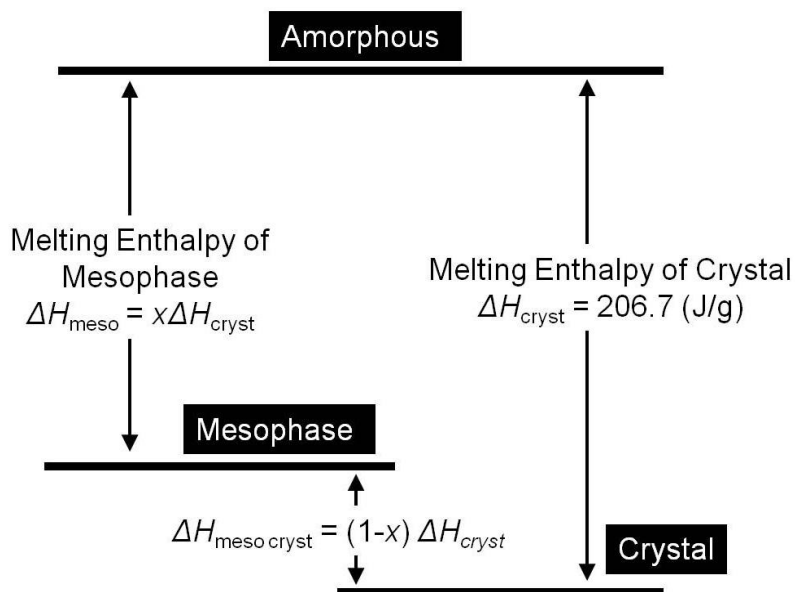 Amorphous
Melting Enthalpy of
Mesophase
ΔHmeso = xΔHcryst
Melting Enthalpy of Crystal
ΔHcryst = 206.7 (J/g)
Mesophase
ΔHmeso cryst = (1-x) ΔHcryst
Crystal